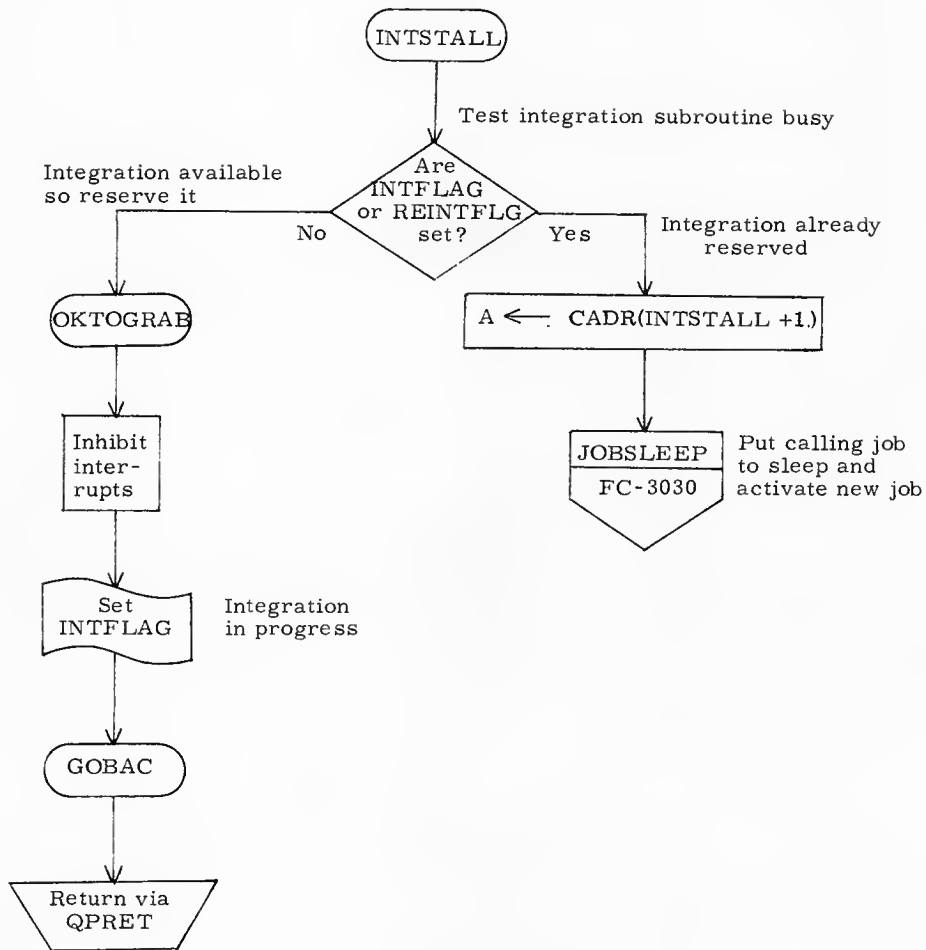 INTSTALL
Test integration subroutine busy
Integration available
so reserve it
Are
INTFLAG
or REINTFLG
set?
No
Yes
Integration already
reserved
OKTOGRAB
A ← CADR(INTSTALL +1.)
Inhibit
inter-
rupts
JOBSLEEP
FC-3030
Put calling job
to sleep and
activate new job
Set
INTFLAG
Integration
in progress
GOBAC
Return via
QPRET